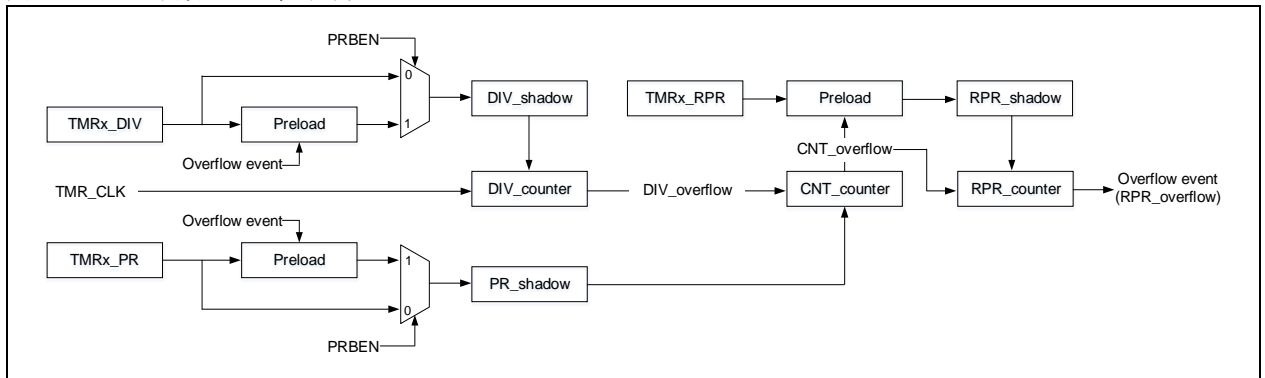 PRBEN
0
TMRx_DIV
Preload
1
DIV_shadow
TMRx_RPR
Preload
RPR_shadow
Overflow event
CNT_overflow
TMR_CLK
DIV_counter
DIV_overflow
CNT_counter
RPR_counter
Overflow event
(RPR_overflow)
Overflow event
TMRx_PR
Preload
1
PR_shadow
0
PRBEN